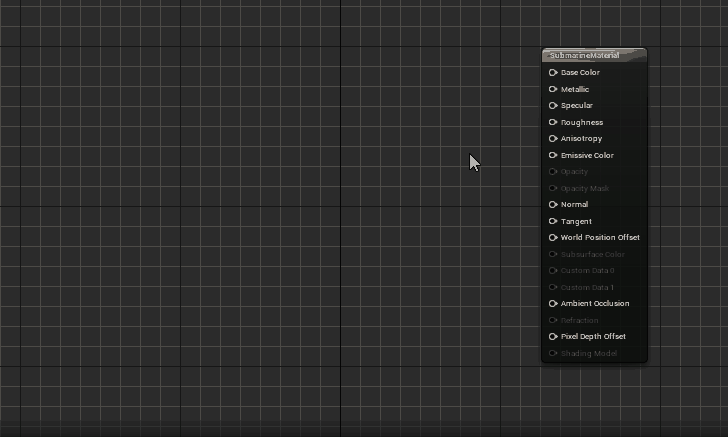 SubmarineMaterial
Base Color
Metallic
Specular
Roughness
Anisotropy
Emissive Color
Opacity
Opacity Mask
Normal
Tangent
World Position Offset
Subsurface Color
Custom Data 0
Custom Data 1
Ambient Occlusion
Refraction
Pixel Depth Offset
Shading Model